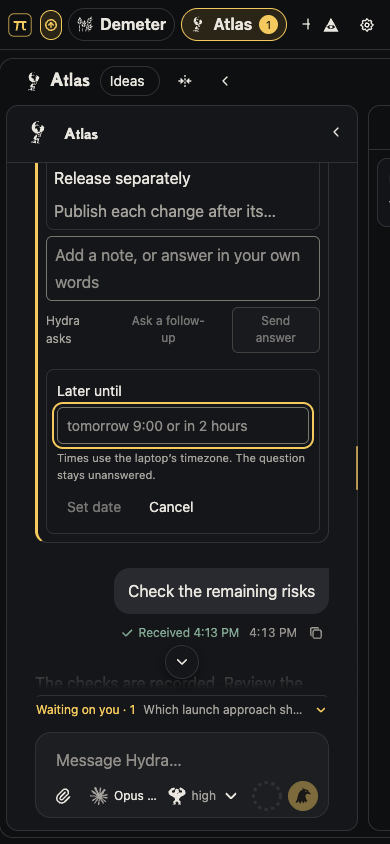 π
Demeter
Atlas 1
Atlas Ideas
Atlas
Release separately
Publish each change after its...
Add a note, or answer in your own
words
Hydra
asks
Ask a follow-
up
Send
answer
Later until
tomorrow 9:00 or in 2 hours
Times use the laptop's timezone. The question
stays unanswered.
Set date Cancel
Check the remaining risks
Received 4:13 PM 4:13 PM
The checks are recorded. Review the
Waiting on you · 1 Which launch approach sh...
Message Hydra...
Opus ... high